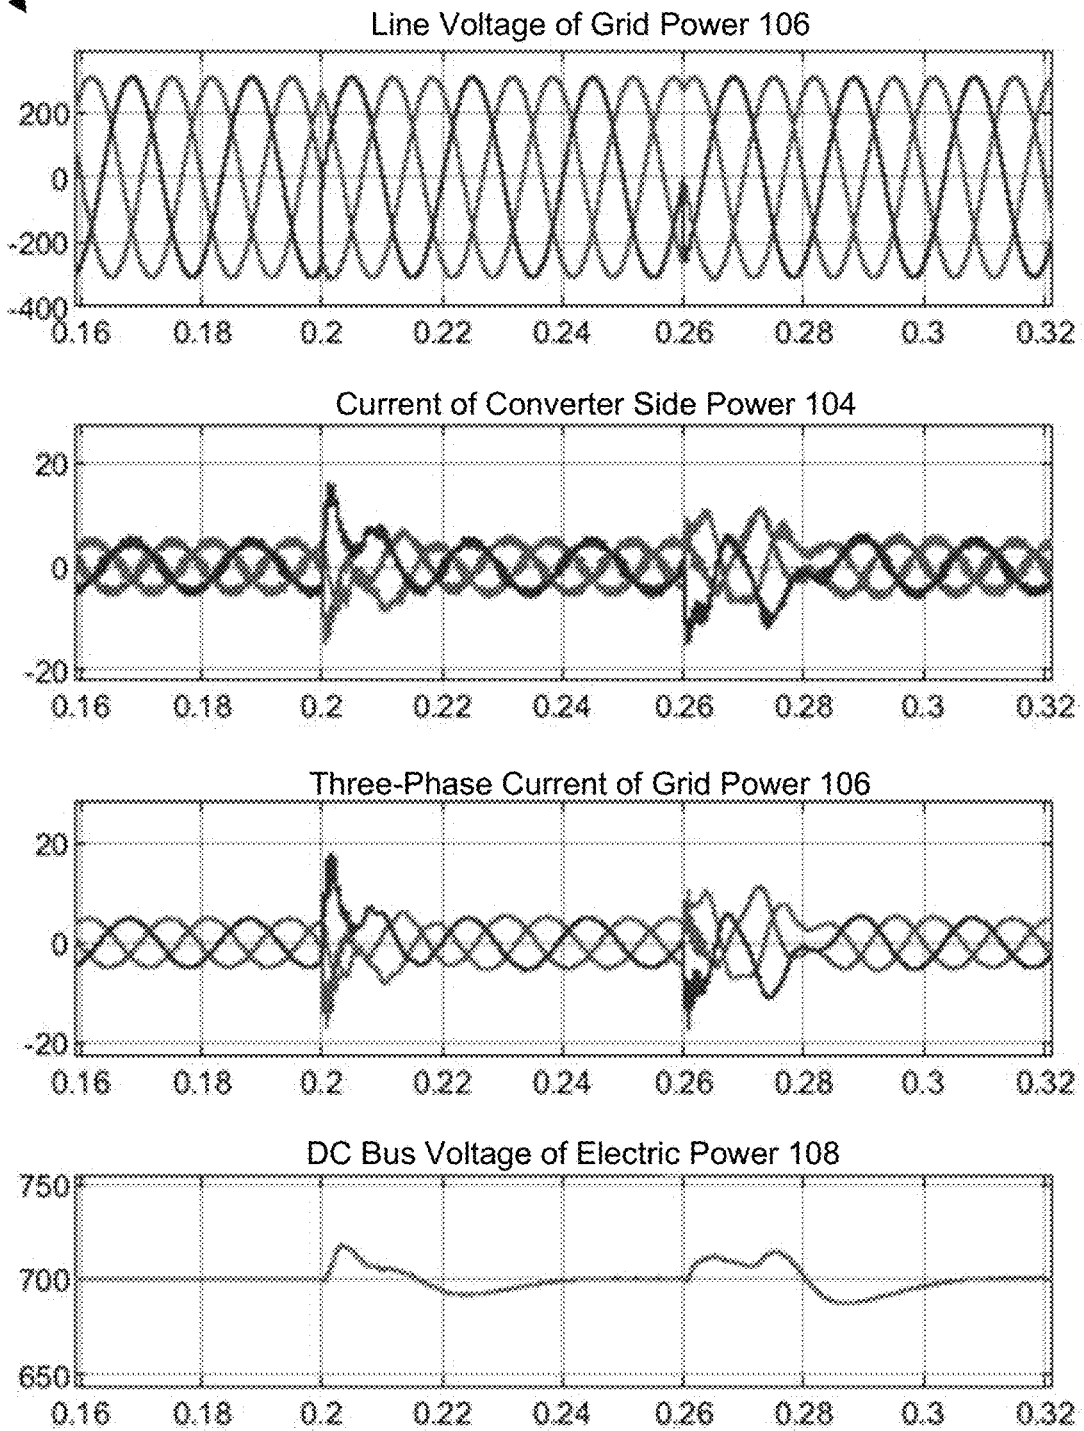 Line Voltage of Grid Power 106
200
0
-200
-400
0.16 0.18 0.2 0.22 0.24 0.26 0.28 0.3 0.32
Current of Converter Side Power 104
20
0
-20
0.16 0.18 0.2 0.22 0.24 0.26 0.28 0.3 0.32
Three-Phase Current of Grid Power 106
20
0
-20
0.16 0.18 0.2 0.22 0.24 0.26 0.28 0.3 0.32
DC Bus Voltage of Electric Power 108
750
700
650
0.16 0.18 0.2 0.22 0.24 0.26 0.28 0.3 0.32